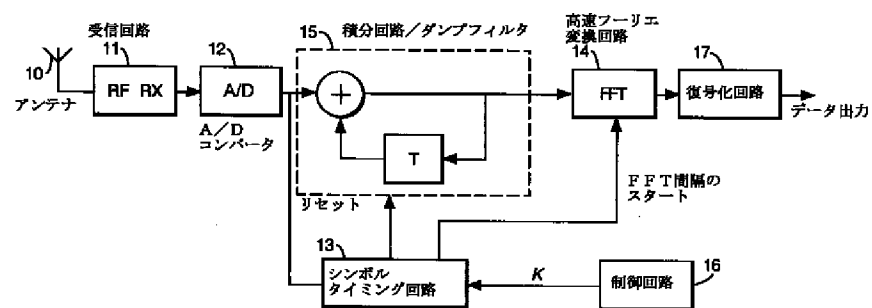 高速フーリエ
変換回路
受信回路
15
積分回路／ダンプフィルタ
14
10
11
12
17
RF RX
A/D
+
FFT
復号化回路
アンテナ
A／D
コンバータ
データ出力
T
リセット
FFT間隔の
スタート
13
シンボル
タイミング回路
K
制御回路
16